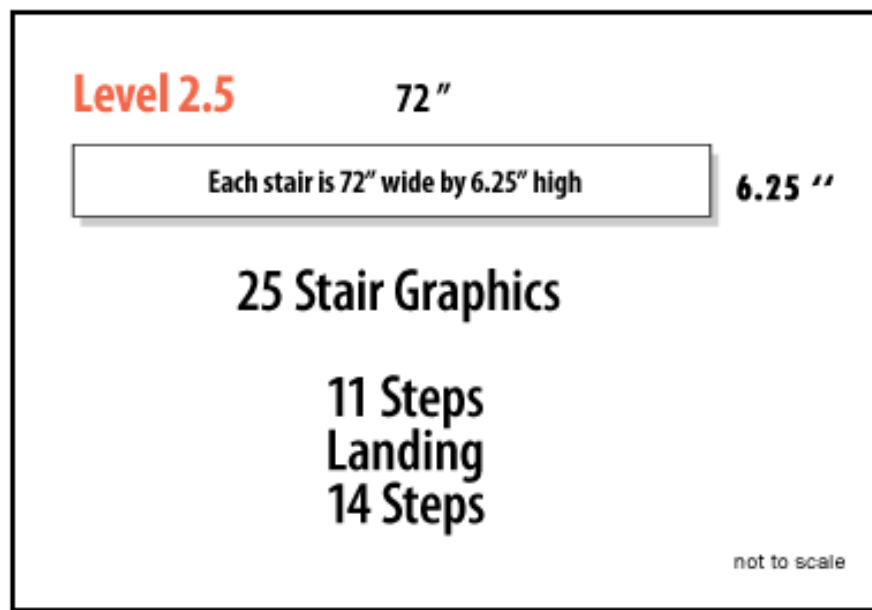 Level 2.5
72 ”
Each stair is 72” wide by 6.25” high
6.25 ‘‘
25 Stair Graphics
11 Steps
Landing
14 Steps
not to scale